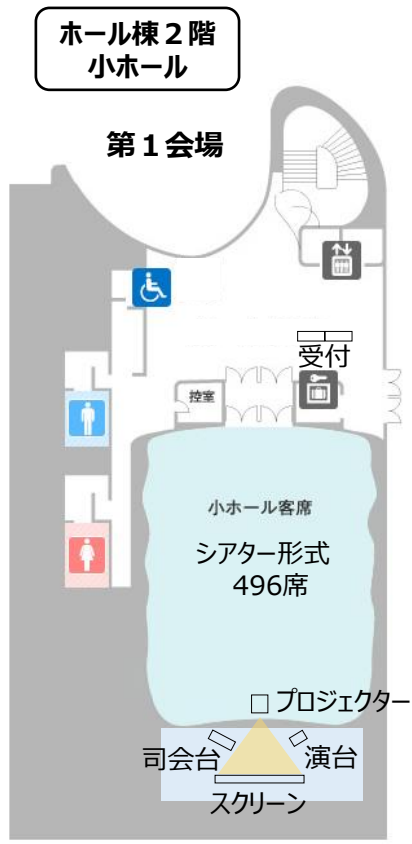 ホール棟２階
小ホール
第１会場
受付
控室
小ホール客席
シアター形式
496席
プロジェクター
司会台
演台
スクリーン